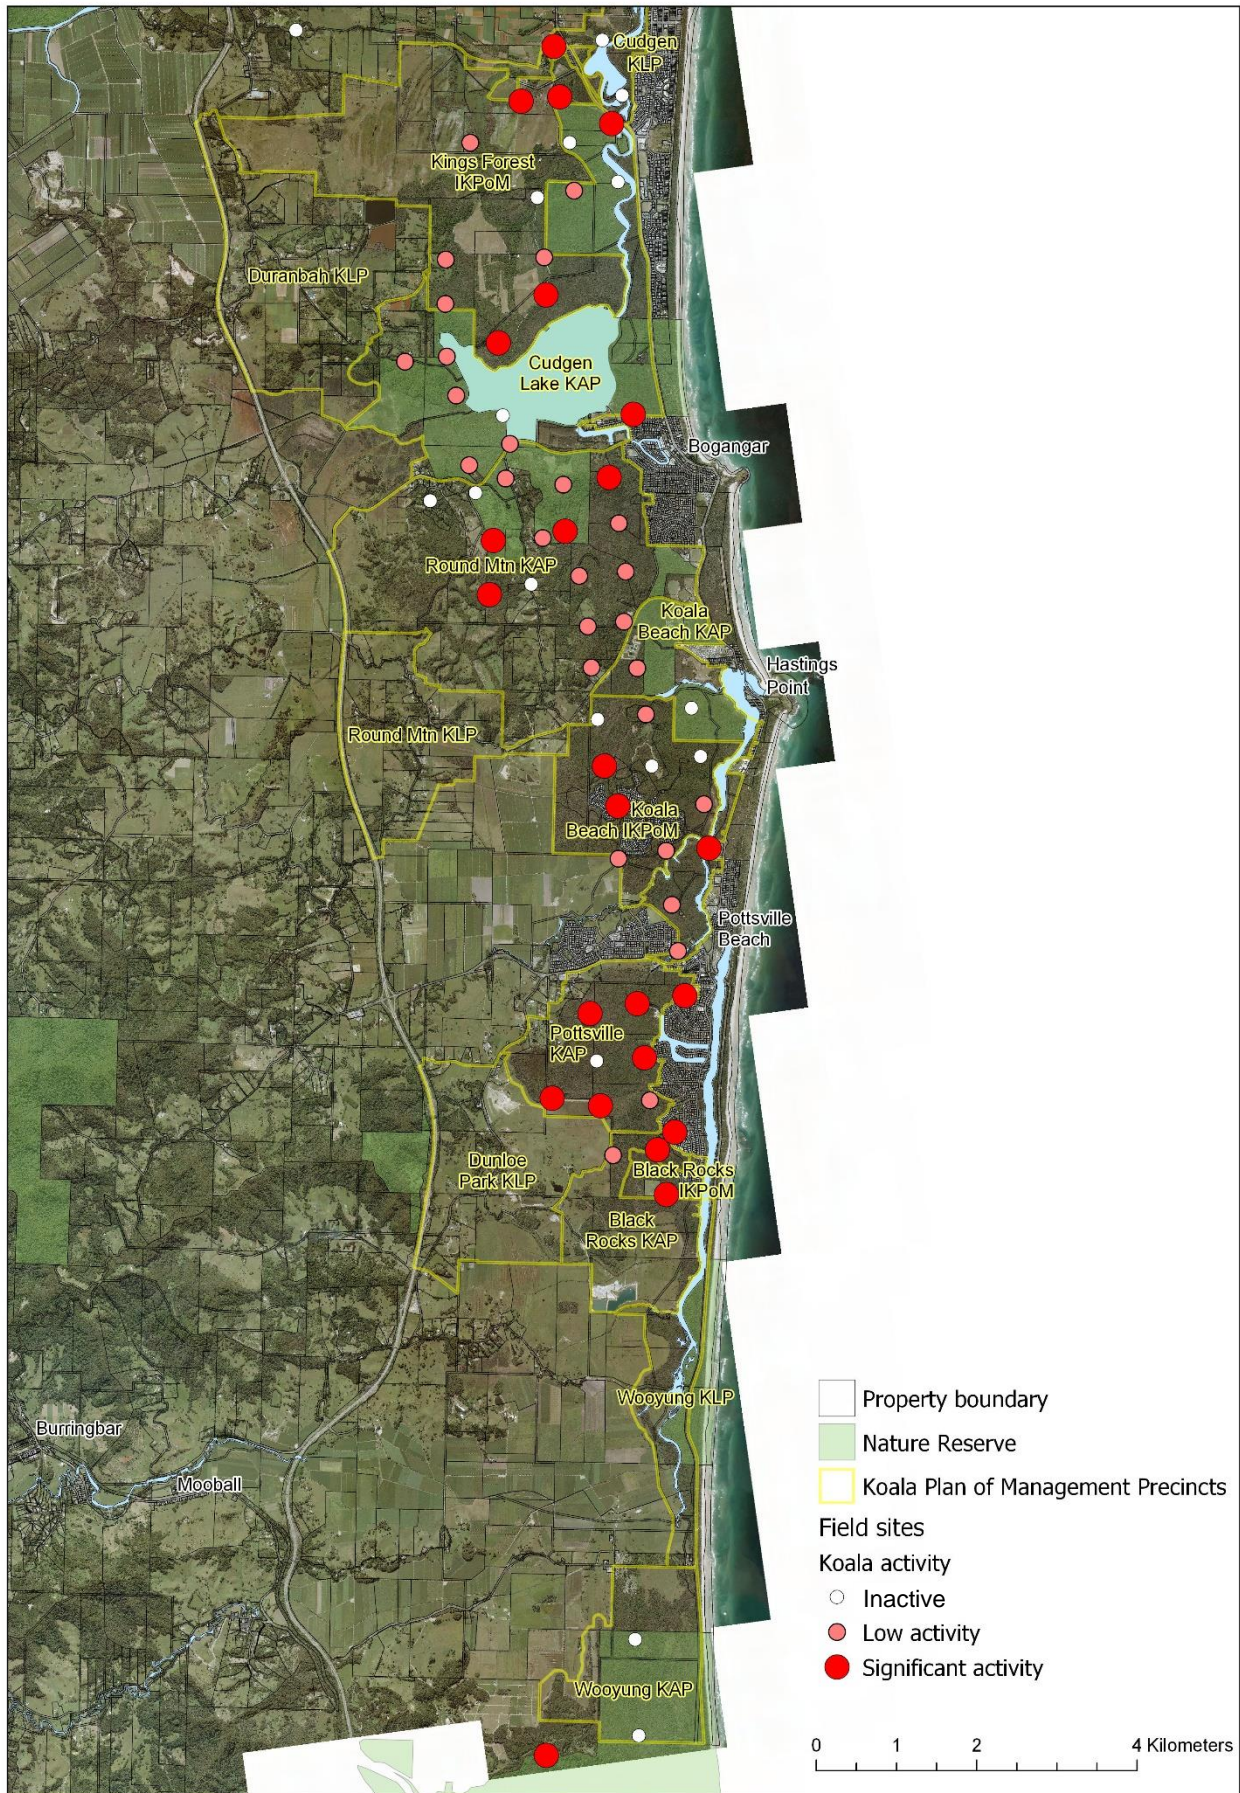 Cudgen
KLP
Kings Forest
IKPoM
Duranbah KLP
Cudgen
Lake KAP
Bogangar
Round Mtn KAP
Koala
Beach KAP
Hastings
Point
Round Mtn KLP
Koala
Beach IKPoM
Pottsville
Beach
Pottsville
KAP
Dunloe
Park KLP
Black Rocks
IKPoM
Black
Rocks KAP
Wooyung KLP
Burringbar
Mooball
Wooyung KAP
Property boundary
Nature Reserve
Koala Plan of Management Precincts
Field sites
Koala activity
Inactive
Low activity
Significant activity
0 1 2 4 Kilometers